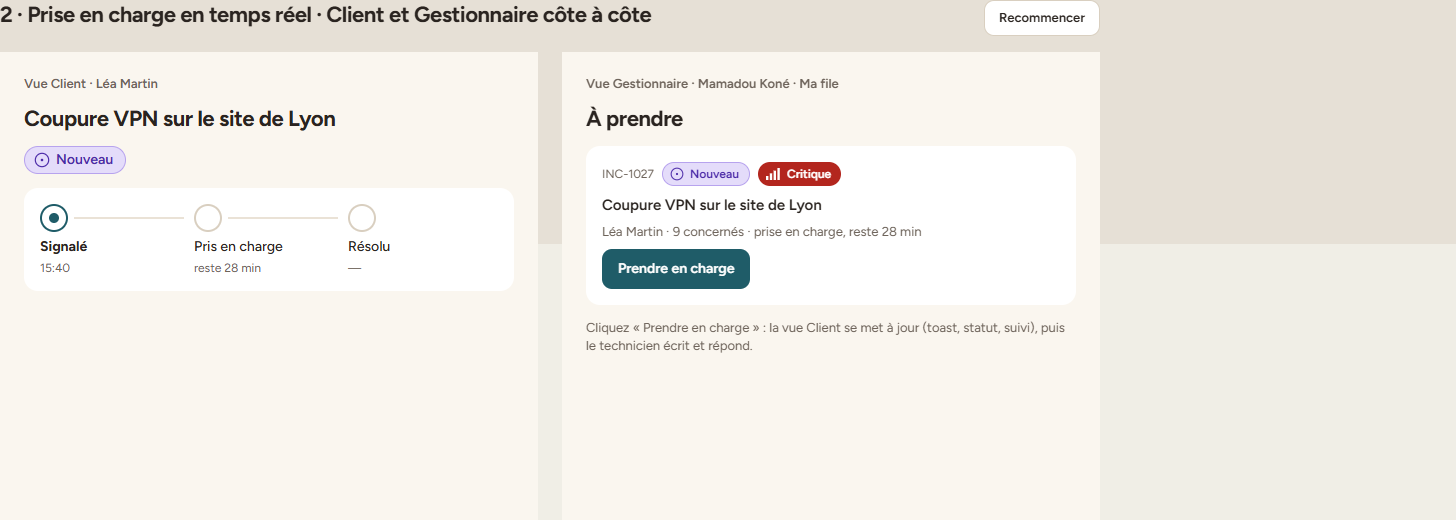 2 · Prise en charge en temps réel · Client et Gestionnaire côte à côte
Recommencer
Vue Client · Léa Martin
Coupure VPN sur le site de Lyon
Nouveau
Signalé
Pris en charge
Résolu
15:40
reste 28 min
—
Vue Gestionnaire · Mamadou Koné · Ma file
À prendre
INC-1027
Nouveau
Critique
Coupure VPN sur le site de Lyon
Léa Martin · 9 concernés · prise en charge, reste 28 min
Prendre en charge
Cliquez « Prendre en charge » : la vue Client se met à jour (toast, statut, suivi), puis
le technicien écrit et répond.